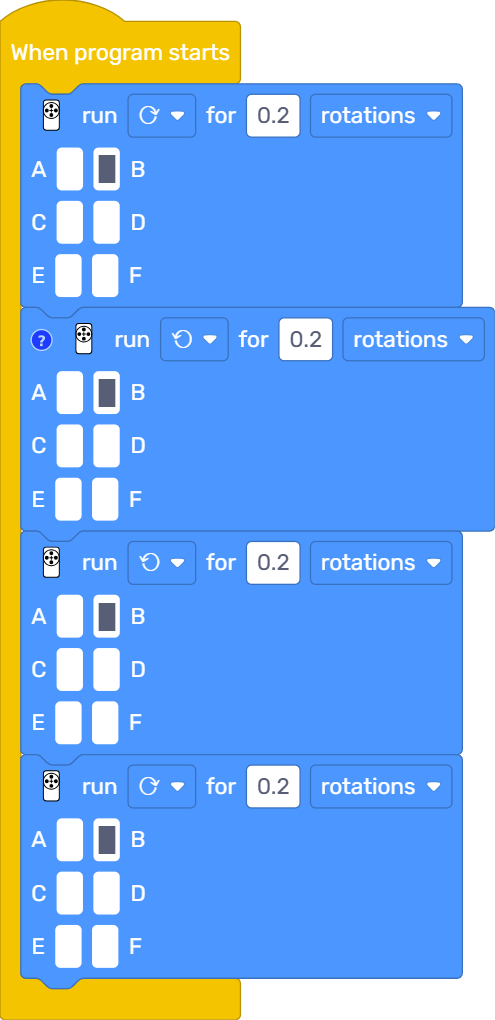 When program starts
run for 0.2 rotations
A B
C D
E F
? run for 0.2 rotations
A B
C D
E F
run for 0.2 rotations
A B
C D
E F
run for 0.2 rotations
A B
C D
E F